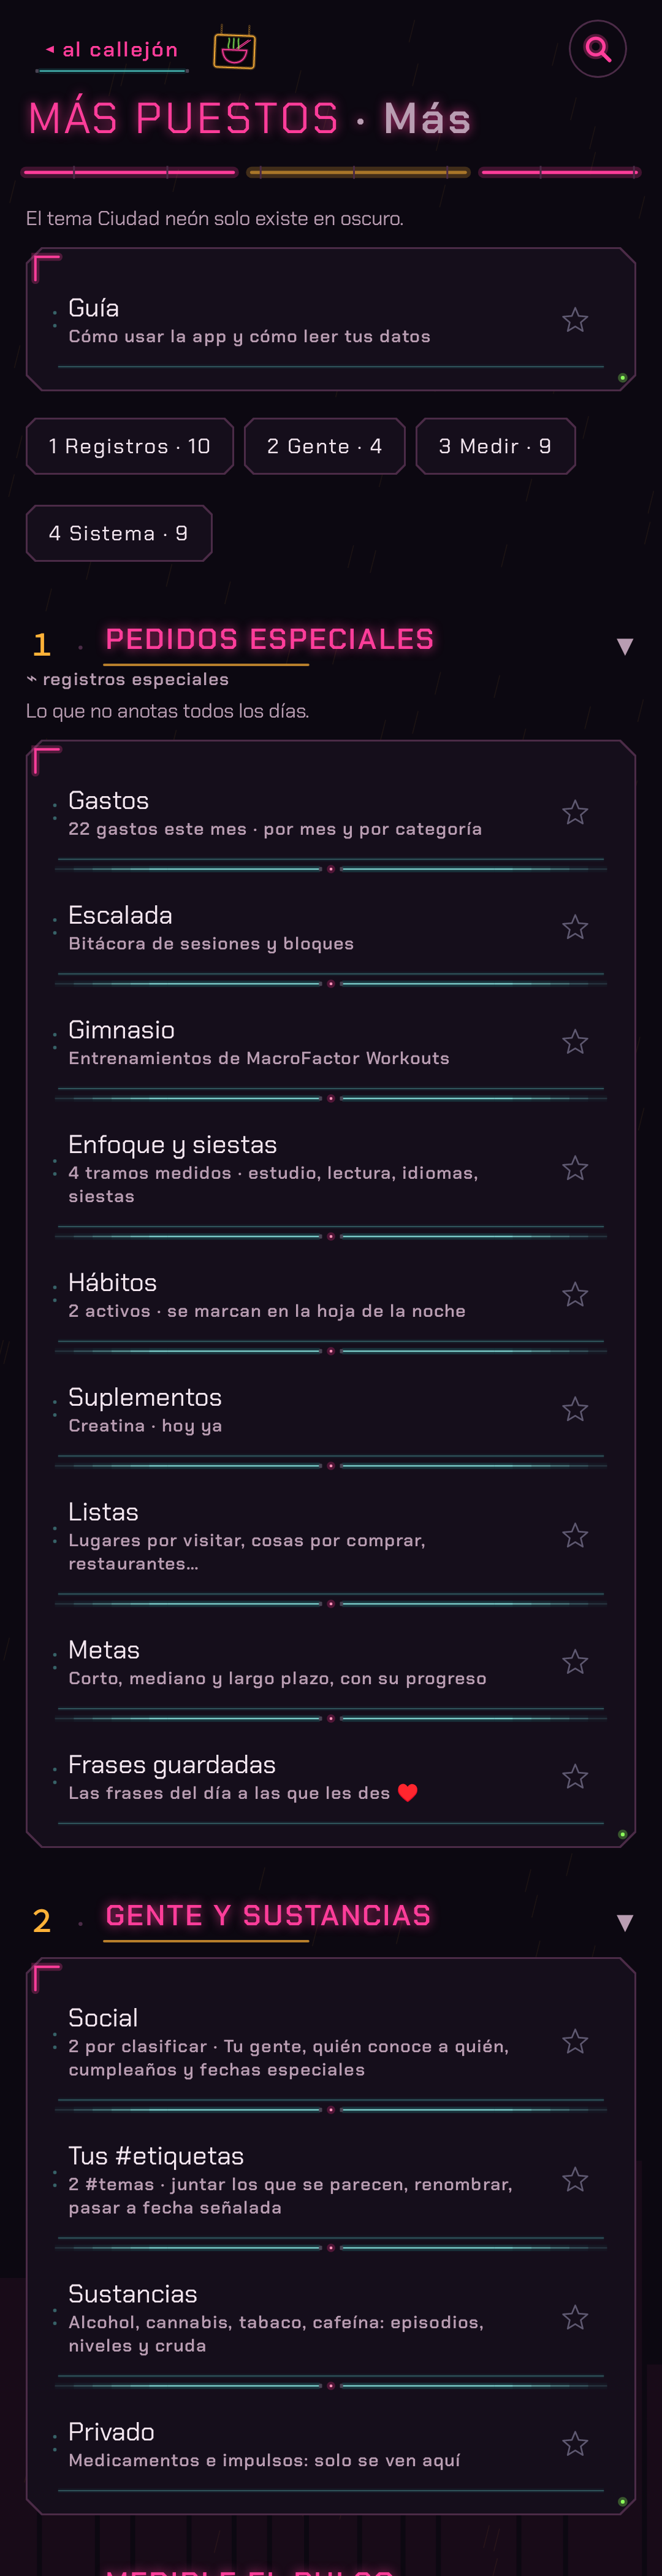 ◂ al callejón
MÁS PUESTOS · Más
El tema Ciudad neón solo existe en oscuro.
Guía
Cómo usar la app y cómo leer tus datos
1 Registros · 10
2 Gente · 4
3 Medir · 9
4 Sistema · 9
1 · PEDIDOS ESPECIALES ▼
⌁ registros especiales
Lo que no anotas todos los días.
Gastos
22 gastos este mes · por mes y por categoría
Escalada
Bitácora de sesiones y bloques
Gimnasio
Entrenamientos de MacroFactor Workouts
Enfoque y siestas
4 tramos medidos · estudio, lectura, idiomas,
siestas
Hábitos
2 activos · se marcan en la hoja de la noche
Suplementos
Creatina · hoy ya
Listas
Lugares por visitar, cosas por comprar,
restaurantes…
Metas
Corto, mediano y largo plazo, con su progreso
Frases guardadas
Las frases del día a las que les des ❤️
2 · GENTE Y SUSTANCIAS ▼
Social
2 por clasificar · Tu gente, quién conoce a quién,
cumpleaños y fechas especiales
Tus #etiquetas
2 #temas · juntar los que se parecen, renombrar,
pasar a fecha señalada
Sustancias
Alcohol, cannabis, tabaco, cafeína: episodios,
niveles y cruda
Privado
Medicamentos e impulsos: solo se ven aquí